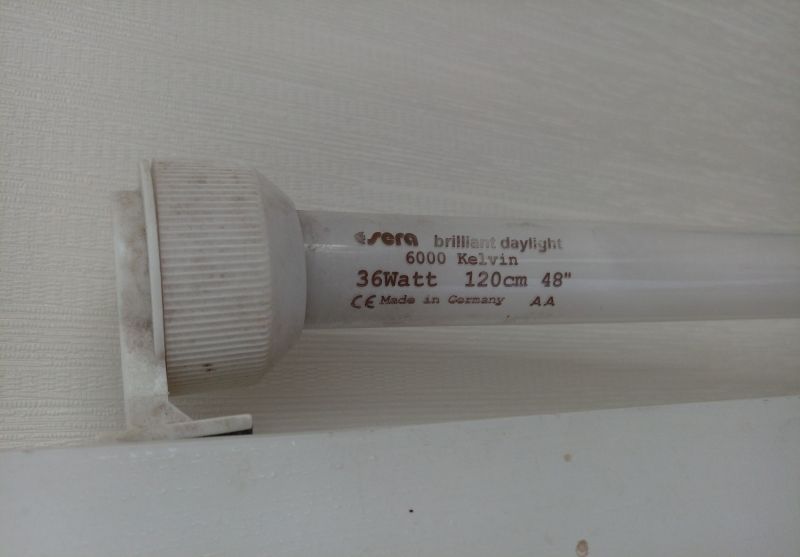 sera brilliant daylight
6000 Kelvin
36Watt 120cm 48"
CE Made in Germany AA